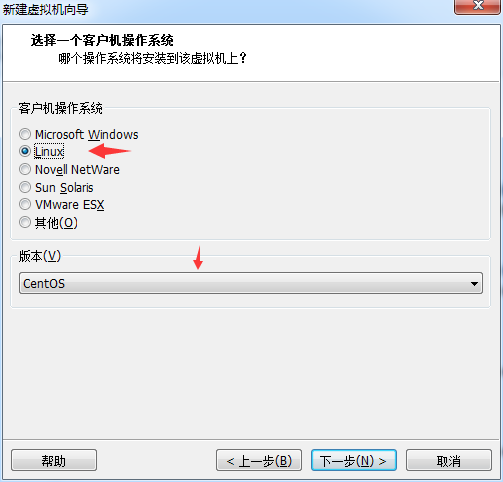 新建虚拟机向导
选择一个客户机操作系统
哪个操作系统将安装到该虚拟机上?
客户机操作系统
Microsoft Windows
Linux
Novell NetWare
Sun Solaris
VMware ESX
其他(O)
版本(V)
CentOS
帮助
< 上一步(B)
下一步(N) >
取消